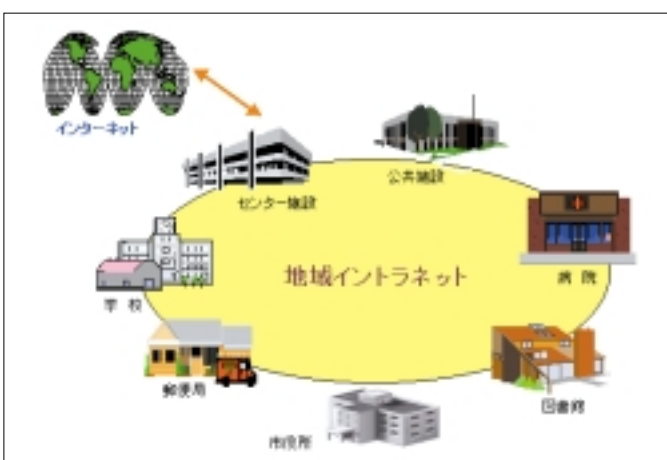 インターネット
公共施設
センター施設
地域イントラネット
病院
学校
郵便局
図書館
市役所